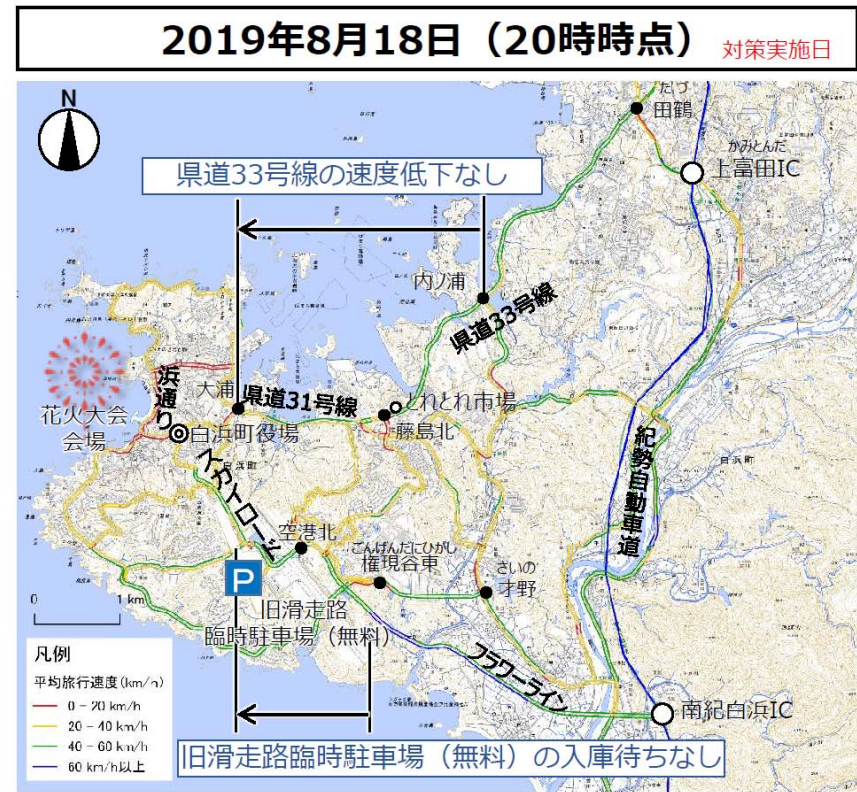 2019年8月18日（20時時点） 対策実施日
N
たづ
田鶴
かみとんだ
上富田IC
県道33号線の速度低下なし
内ノ浦
県道33号線
花火大会
会場
浜通り
大浦
県道31号線
とれとれ市場
藤島北
白浜町役場
白浜町
白浜町
スカイロード
紀勢自動車道
空港北
ごんげんだにひがし
権現谷東
さいの
才野
P
旧滑走路
臨時駐車場（無料）
フラワーライン
南紀白浜IC
0 1 km
凡例
平均旅行速度(km/h)
0 - 20 km/h
20 - 40 km/h
40 - 60 km/h
60 km/h以上
旧滑走路臨時駐車場（無料）の入庫待ちなし